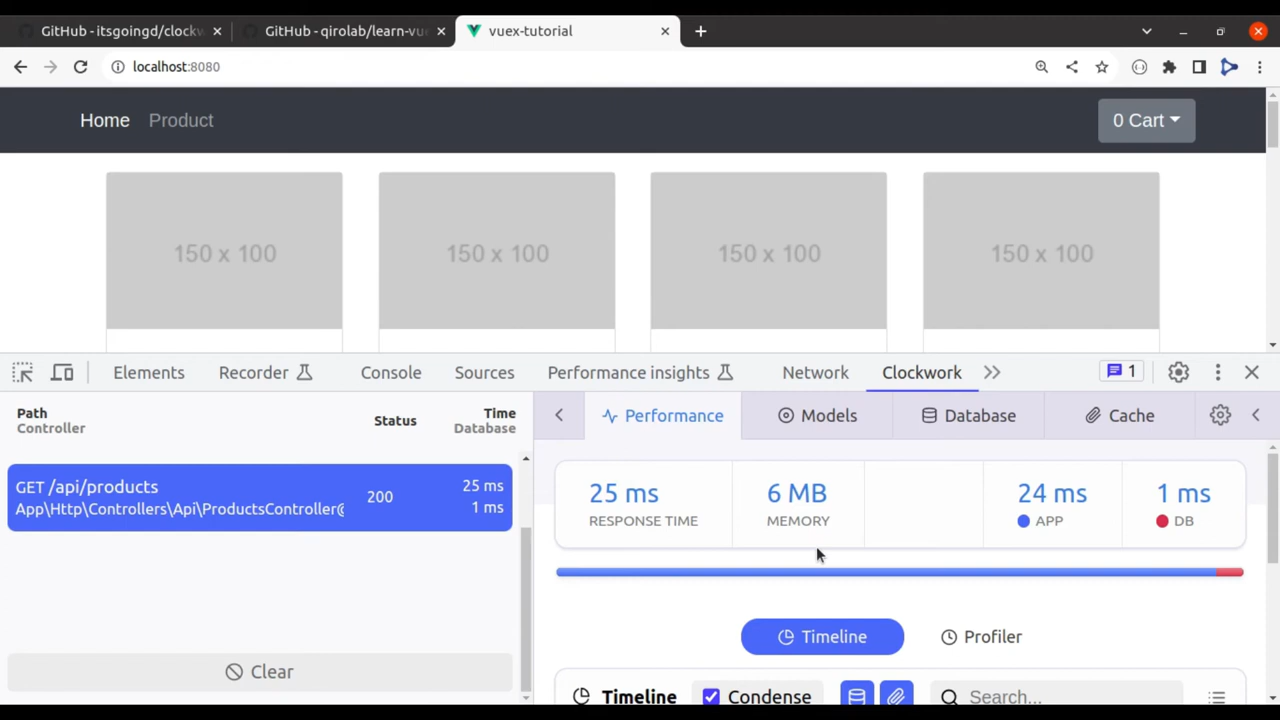 GitHub - itsgoingd/clockw
GitHub - qirolab/learn-vue
vuex-tutorial
localhost:8080
Home
Product
0 Cart
150 x 100
150 x 100
150 x 100
150 x 100
Elements
Recorder
Console
Sources
Performance insights
Network
Clockwork
1
Path
Controller
Status
Time
Database
Performance
Models
Database
Cache
GET /api/products
App\Http\Controllers\Api\ProductsController@
200
25 ms
1 ms
25 ms
RESPONSE TIME
6 MB
MEMORY
24 ms
APP
1 ms
DB
Timeline
Profiler
Clear
Timeline
Condense
Search...